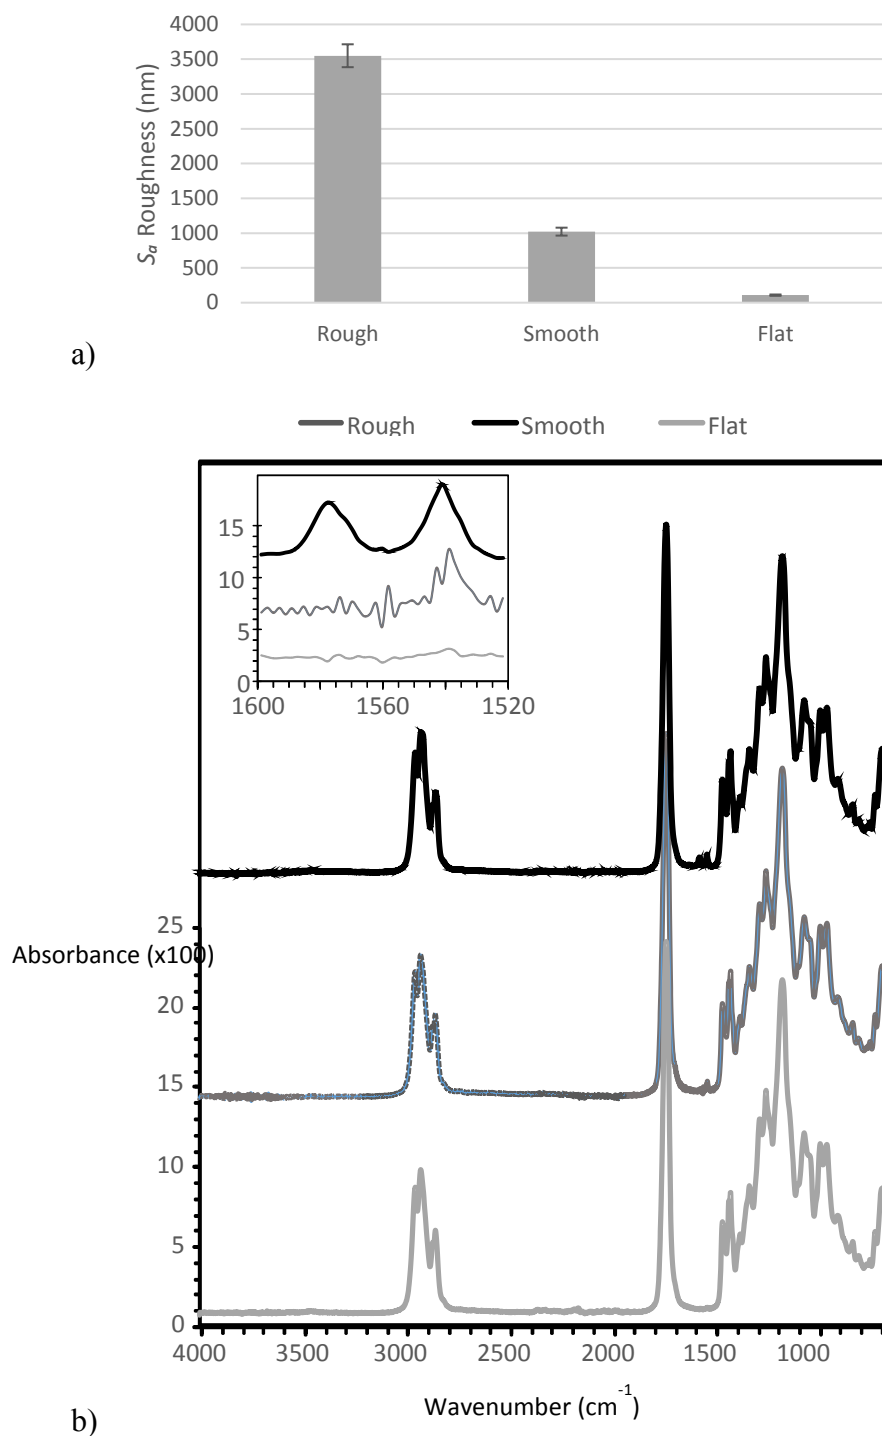 4000
3500
3000
2500
2000
1500
1000
500
0
Sa Roughness (nm)
Rough Smooth Flat
a)
Rough Smooth Flat
15
10
5
0
1600 1560 1520
25
Absorbance (x100)
20
15
10
5
0
4000 3500 3000 2500 2000 1500 1000
Wavenumber (cm-1)
b)